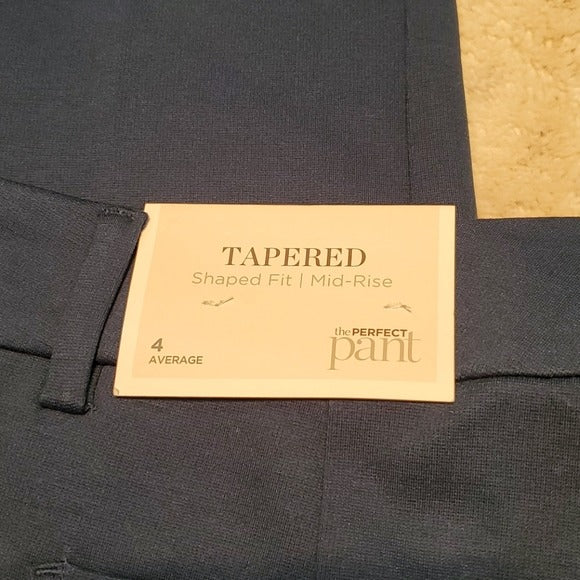 TAPERED
Shaped Fit | Mid-Rise
4
AVERAGE
the PERFECT
pant